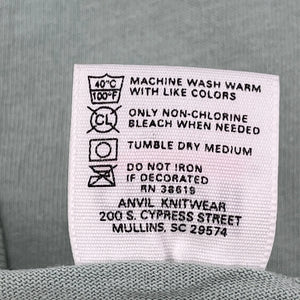 40°C MACHINE WASH WARM
100°F WITH LIKE COLORS
CL ONLY NON-CHLORINE
BLEACH WHEN NEEDED
TUMBLE DRY MEDIUM
DO NOT IRON
IF DECORATED
RN 38619
ANVIL KNITWEAR
200 S. CYPRESS STREET
MULLINS, SC 29574